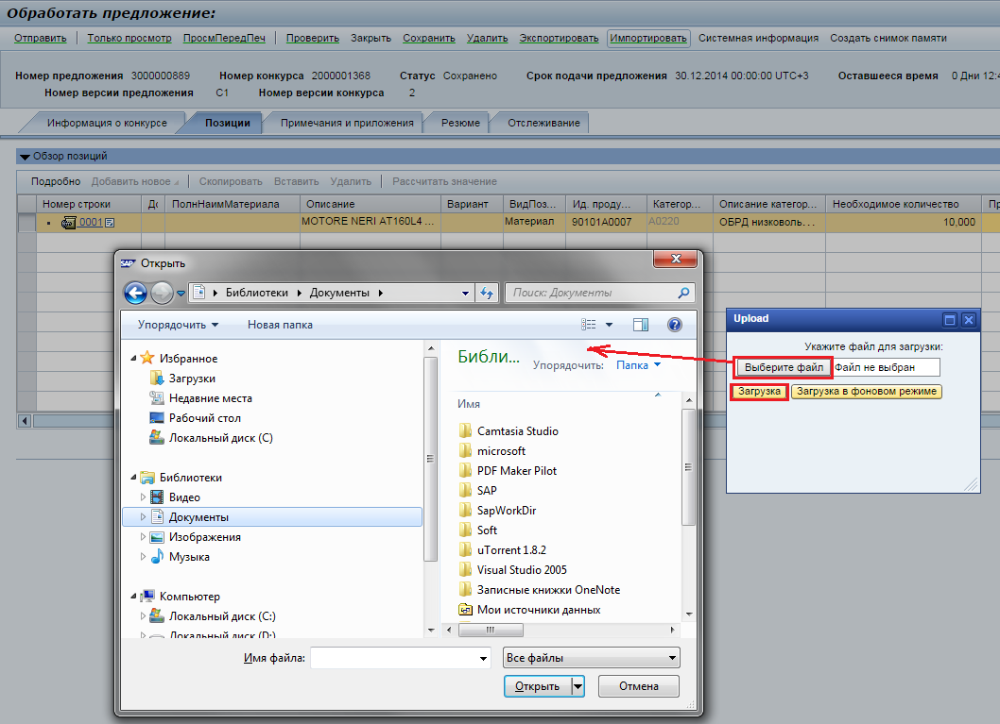 Обработать предложение:
Отправить Только просмотр ПросмПередПеч Проверить Закрыть Сохранить Удалить Экспортировать Импортировать Системная информация Создать снимок памяти
Номер предложения 3000000889 Номер конкурса 2000001368 Статус Сохранено Срок подачи предложения 30.12.2014 00:00:00 UTC+3 Оставшееся время 0 Дни 12:4
Номер версии предложения С1 Номер версии конкурса 2
Информация о конкурсе Позиции Примечания и приложения Резюме Отслеживание
Обзор позиций
Подробно Добавить новое Скопировать Вставить Удалить Рассчитать значение
Номер строки ПолнНаимМатериала Описание Вариант ВидПоз... Ид. проду... Категор... Описание категор... Необходимое количество Пр
0001 MOTORE NERI AT160L4 ... Материал 90101A0007 A0220 ОБРД низковоль... 10,000
SAP Открыть
Библиотеки Документы
Поиск: Документы
Упорядочить Новая папка
Избранное
Загрузки
Недавние места
Рабочий стол
Локальный диск (C)
Библиотеки
Видео
Документы
Изображения
Музыка
Компьютер
Локальный диск (C:)
Локальный диск (D:)
Библи...
Упорядочить: Папка
Имя
Camtasia Studio
microsoft
PDF Maker Pilot
SAP
SapWorkDir
Soft
uTorrent 1.8.2
Visual Studio 2005
Записные книжки OneNote
Мои источники данных
Имя файла: Все файлы
Открыть Отмена
Upload
Укажите файл для загрузки:
Выберите файл Файл не выбран
Загрузка Загрузка в фоновом режиме